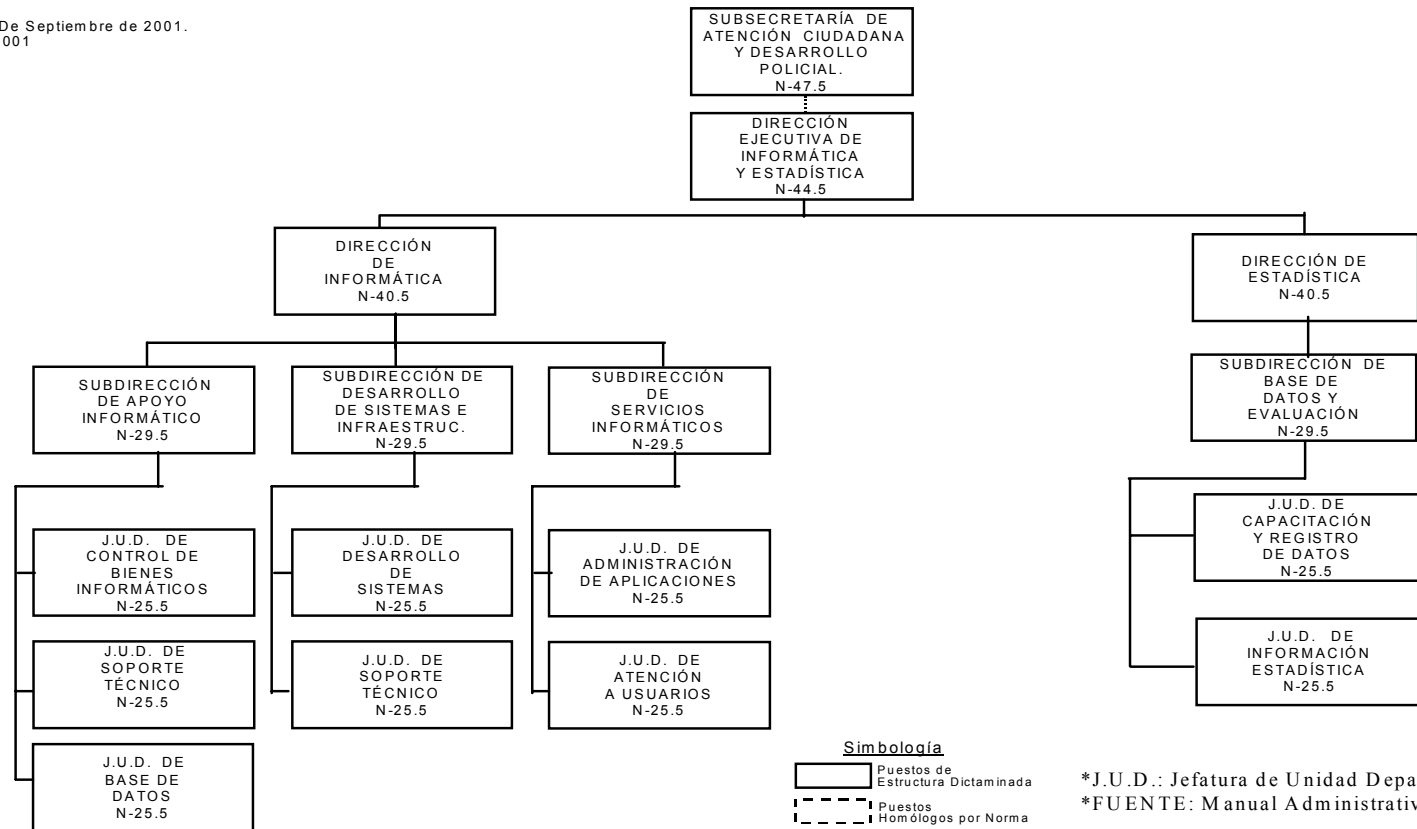 De Septiembre de 2001.
001
SUBSECRETARÍA DE
ATENCIÓN CIUDADANA
Y DESARROLLO
POLICIAL.
N-47.5
DIRECCIÓN
EJECUTIVA DE
INFORMÁTICA
Y ESTADÍSTICA
N-44.5
DIRECCIÓN
DE
INFORMÁTICA
N-40.5
DIRECCIÓN DE
ESTADÍSTICA
N-40.5
SUBDIRECCIÓN
DE APOYO
INFORMÁTICO
N-29.5
SUBDIRECCIÓN DE
DESARROLLO
DE SISTEMAS E
INFRAESTRUC.
N-29.5
SUBDIRECCIÓN
DE
SERVICIOS
INFORMÁTICOS
N-29.5
SUBDIRECCIÓN DE
BASE DE
DATOS Y
EVALUACIÓN
N-29.5
J.U.D. DE
CONTROL DE
BIENES
INFORMÁTICOS
N-25.5
J.U.D. DE
DESARROLLO
DE
SISTEMAS
N-25.5
J.U.D. DE
ADMINISTRACIÓN
DE APLICACIONES
N-25.5
J.U.D. DE
CAPACITACIÓN
Y REGISTRO
DE DATOS
N-25.5
J.U.D. DE
SOPORTE
TÉCNICO
N-25.5
J.U.D. DE
SOPORTE
TÉCNICO
N-25.5
J.U.D. DE
ATENCIÓN
A USUARIOS
N-25.5
J.U.D. DE
INFORMACIÓN
ESTADÍSTICA
N-25.5
J.U.D. DE
BASE DE
DATOS
N-25.5
Simbología
Puestos de
Estructura Dictaminada
Puestos
Homólogos por Norma
*J.U.D.: Jefatura de Unidad Depa
*FUENTE: Manual Administrativ